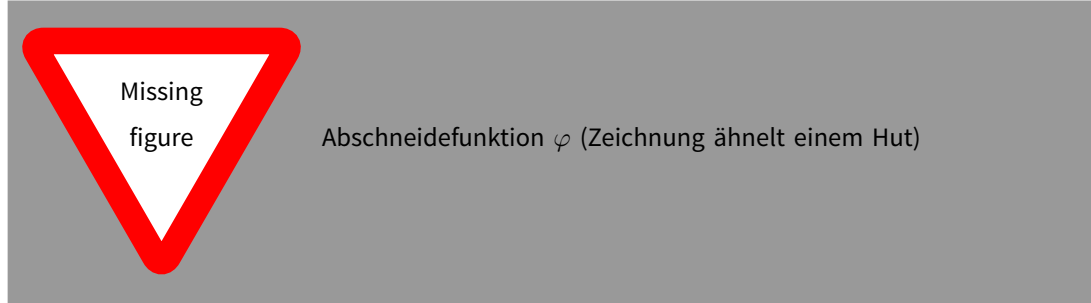 Missing
figure
Abschneidefunktion φ (Zeichnung ähnelt einem Hut)